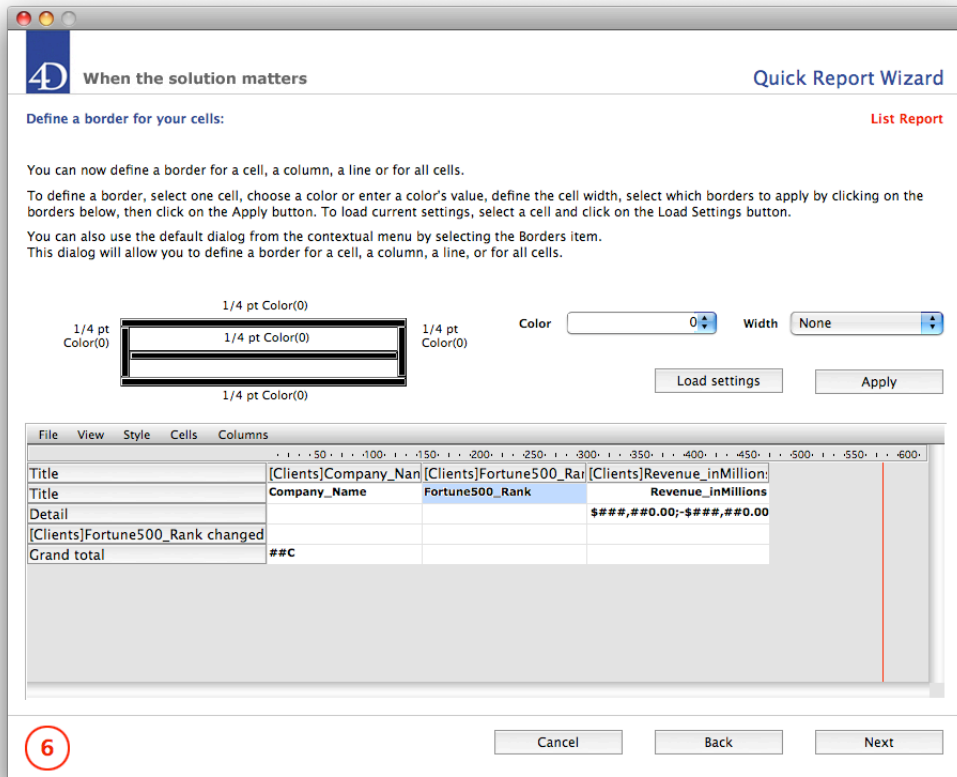 4D When the solution matters
Quick Report Wizard
Define a border for your cells:
List Report
You can now define a border for a cell, a column, a line or for all cells.
To define a border, select one cell, choose a color or enter a color's value, define the cell width, select which borders to apply by clicking on the
borders below, then click on the Apply button. To load current settings, select a cell and click on the Load Settings button.
You can also use the default dialog from the contextual menu by selecting the Borders item.
This dialog will allow you to define a border for a cell, a column, a line, or for all cells.
1/4 pt Color(0)
1/4 pt
Color(0)
1/4 pt Color(0)
1/4 pt
Color(0)
1/4 pt Color(0)
Color 0 Width None
Load settings Apply
File View Style Cells Columns
50 100 150 200 250 300 350 400 450 500 550 600
Title [Clients]Company_Nan [Clients]Fortune500_Rar [Clients]Revenue_inMillion:
Title Company_Name Fortune500_Rank Revenue_inMillions
Detail $###,##0.00;-$###,##0.00
[Clients]Fortune500_Rank changed
Grand total ##C
6 Cancel Back Next